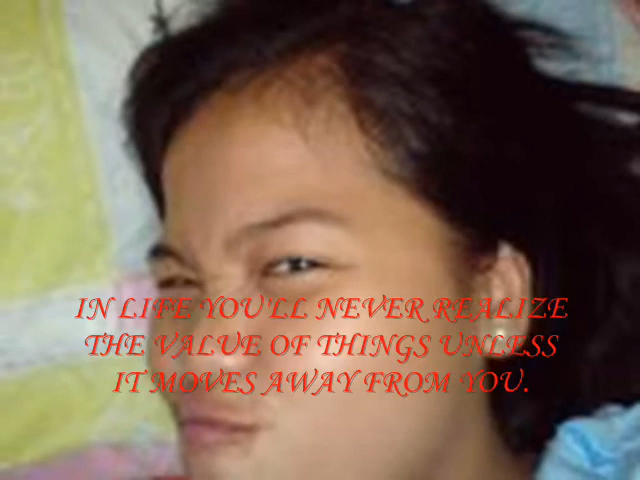 IN LIFE YOU'LL NEVER REALIZE
THE VALUE OF THINGS UNLESS
IT MOVES AWAY FROM YOU.